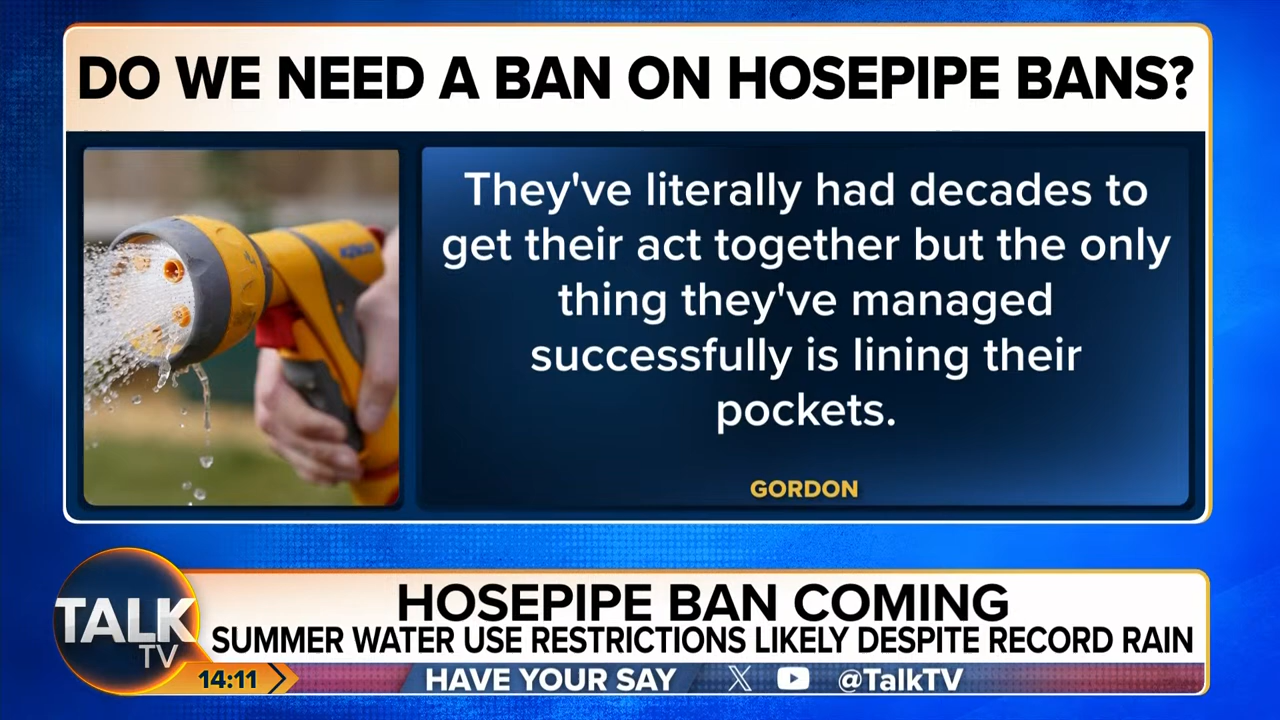 DO WE NEED A BAN ON HOSEPIPE BANS?
They've literally had decades to
get their act together but the only
thing they've managed
successfully is lining their
pockets.
GORDON
HOSEPIPE BAN COMING
SUMMER WATER USE RESTRICTIONS LIKELY DESPITE RECORD RAIN
TALK
TV
14:11
HAVE YOUR SAY X @TalkTV